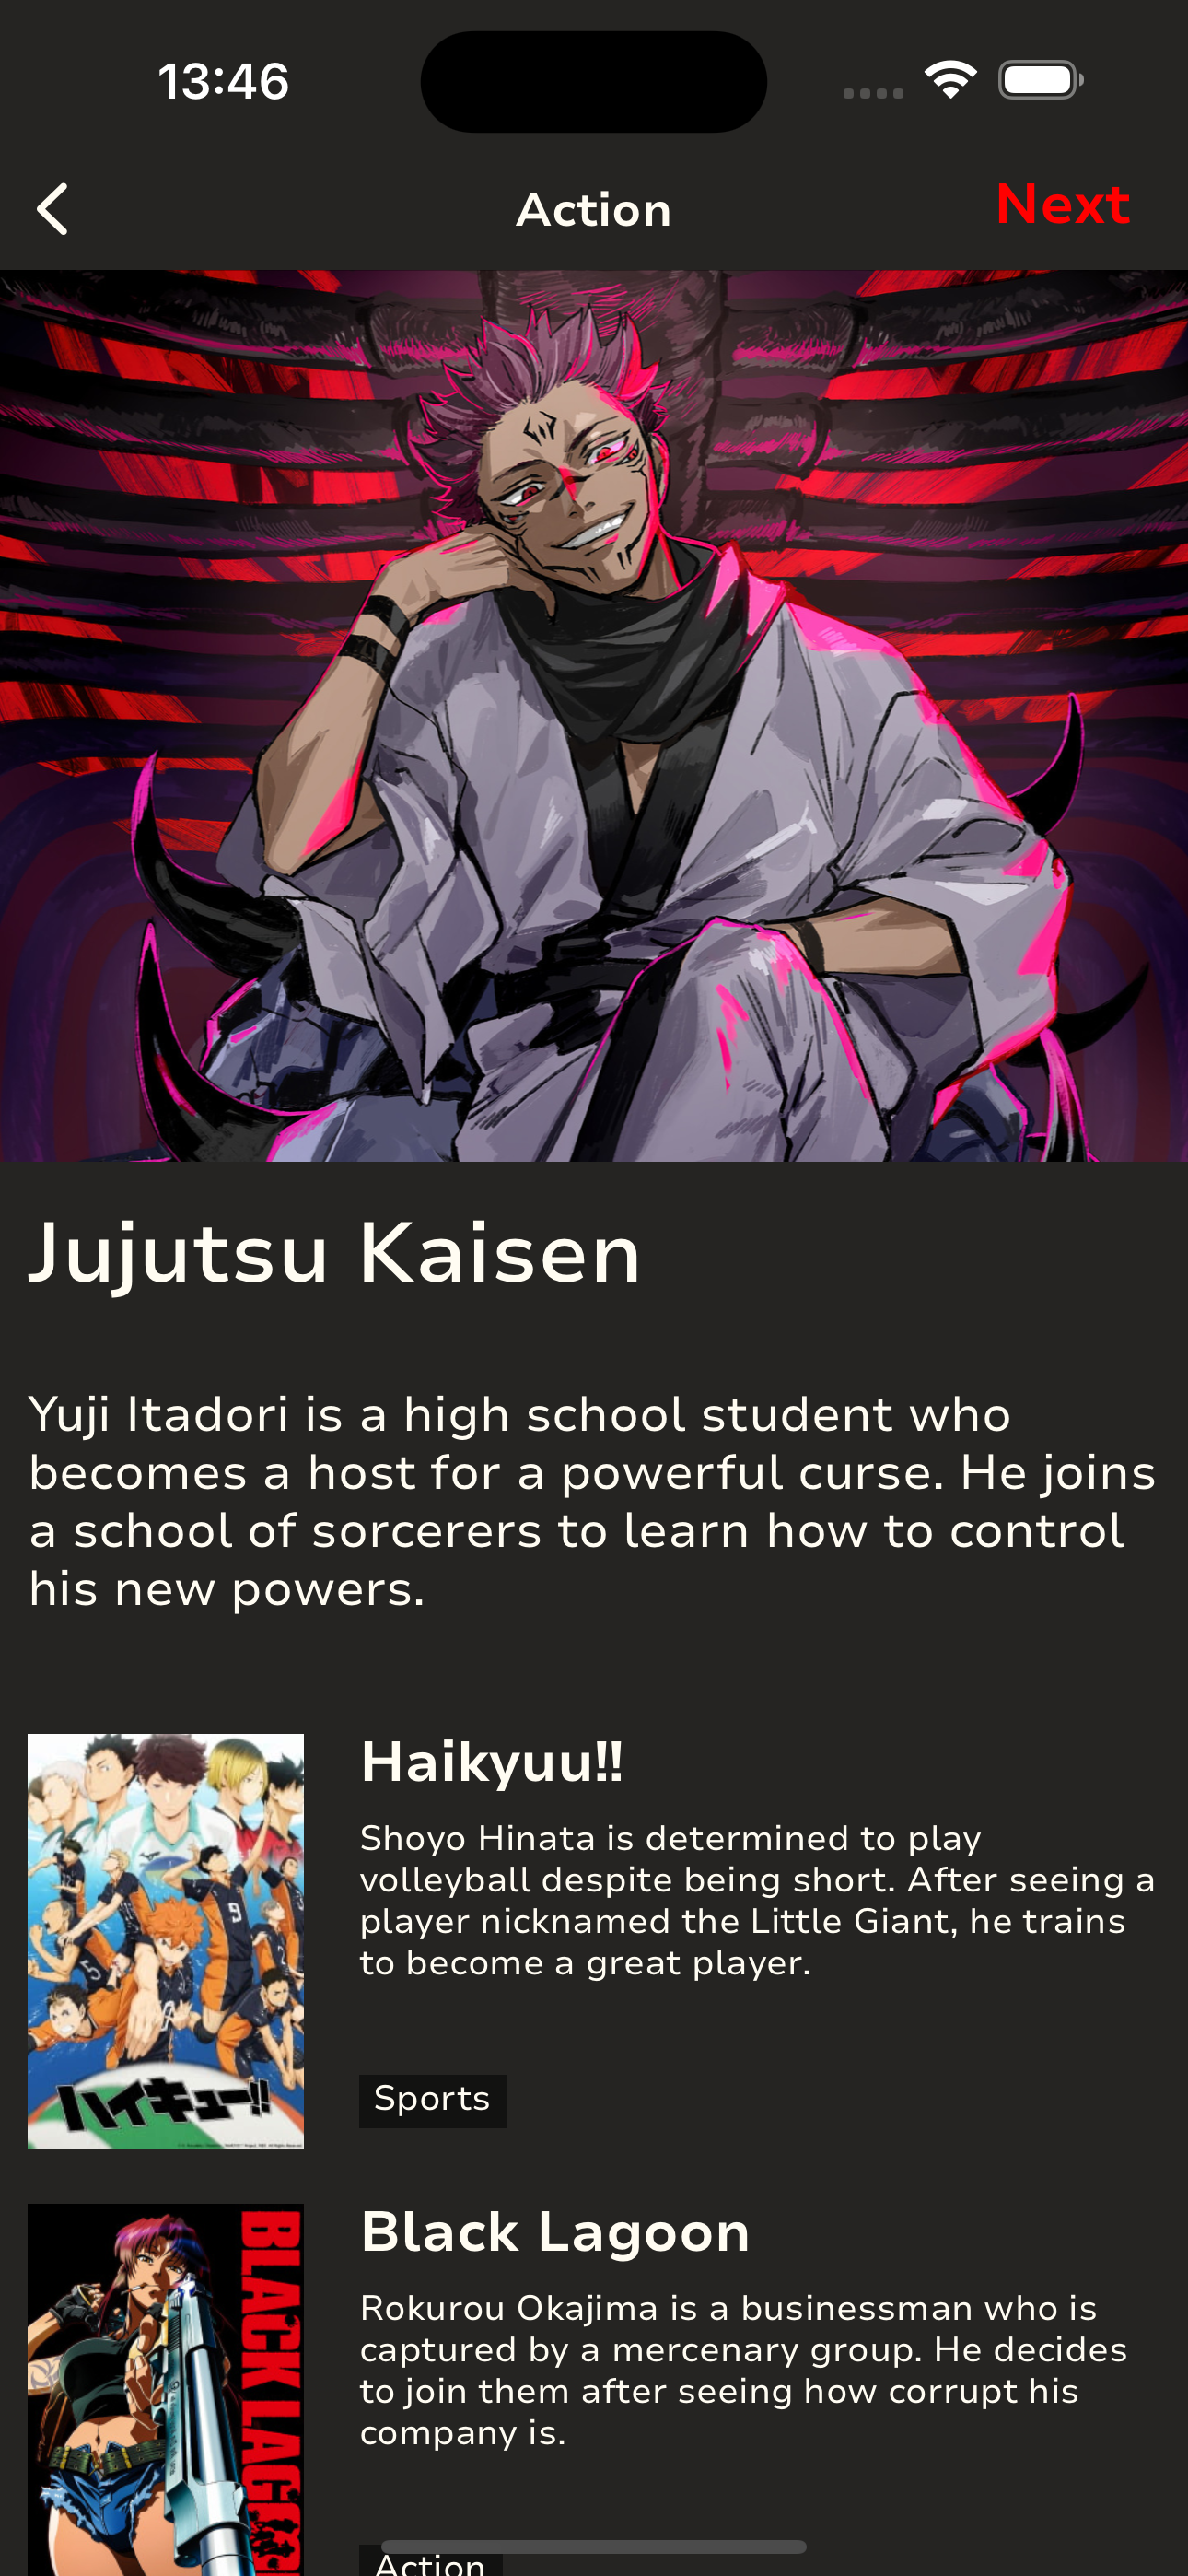 13:46
Action
Next
Jujutsu Kaisen
Yuji Itadori is a high school student who
becomes a host for a powerful curse. He joins
a school of sorcerers to learn how to control
his new powers.
Haikyuu!!
Shoyo Hinata is determined to play
volleyball despite being short. After seeing a
player nicknamed the Little Giant, he trains
to become a great player.
Sports
9
5
ハイキュー!!
Black Lagoon
Rokurou Okajima is a businessman who is
captured by a mercenary group. He decides
to join them after seeing how corrupt his
company is.
Action
BLACK LAG